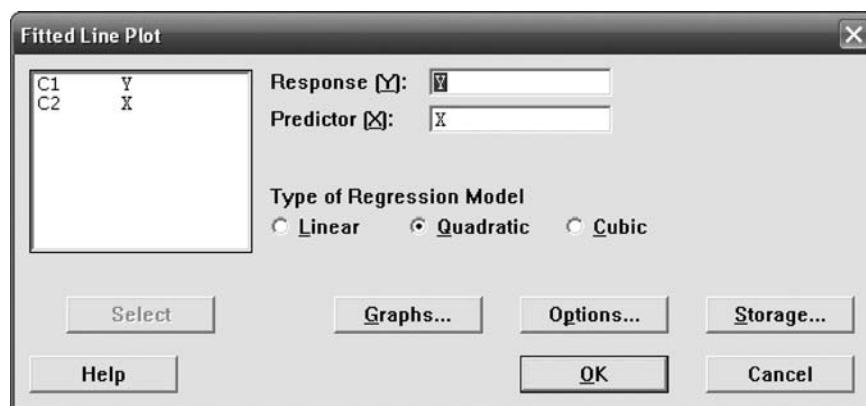 Fitted Line Plot
C1 Y
C2 X
Response (Y): Y
Predictor (X): X
Type of Regression Model
Linear Quadratic Cubic
Select Graphs... Options... Storage...
Help OK Cancel